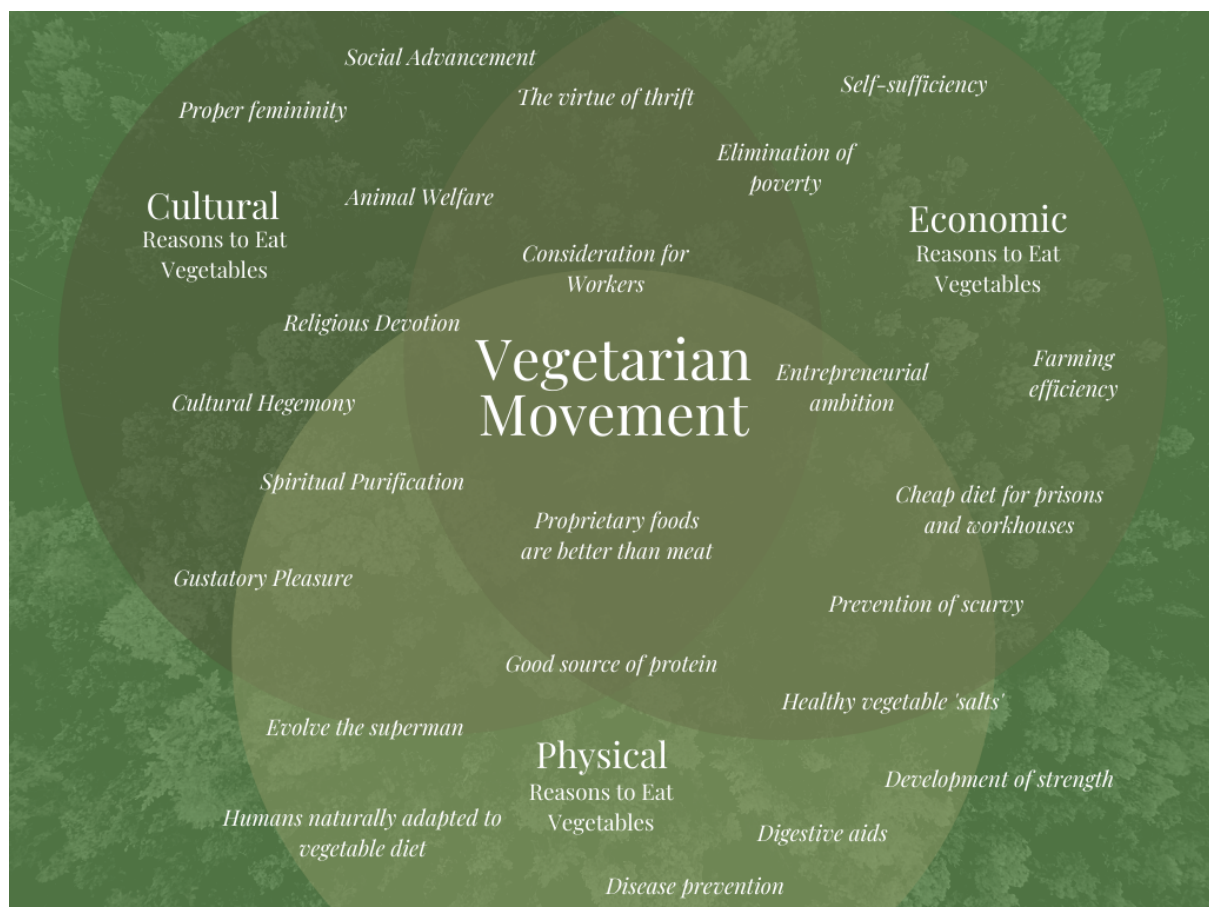 Social Advancement
The virtue of thrift
Self-sufficiency
Proper femininity
Elimination of
poverty
Animal Welfare
Cultural
Reasons to Eat
Vegetables
Economic
Reasons to Eat
Vegetables
Consideration for
Workers
Religious Devotion
Vegetarian
Movement
Entrepreneurial
ambition
Farming
efficiency
Cultural Hegemony
Spiritual Purification
Cheap diet for prisons
and workhouses
Proprietary foods
are better than meat
Gustatory Pleasure
Prevention of scurvy
Good source of protein
Healthy vegetable 'salts'
Evolve the superman
Physical
Reasons to Eat
Vegetables
Development of strength
Humans naturally adapted to
vegetable diet
Digestive aids
Disease prevention